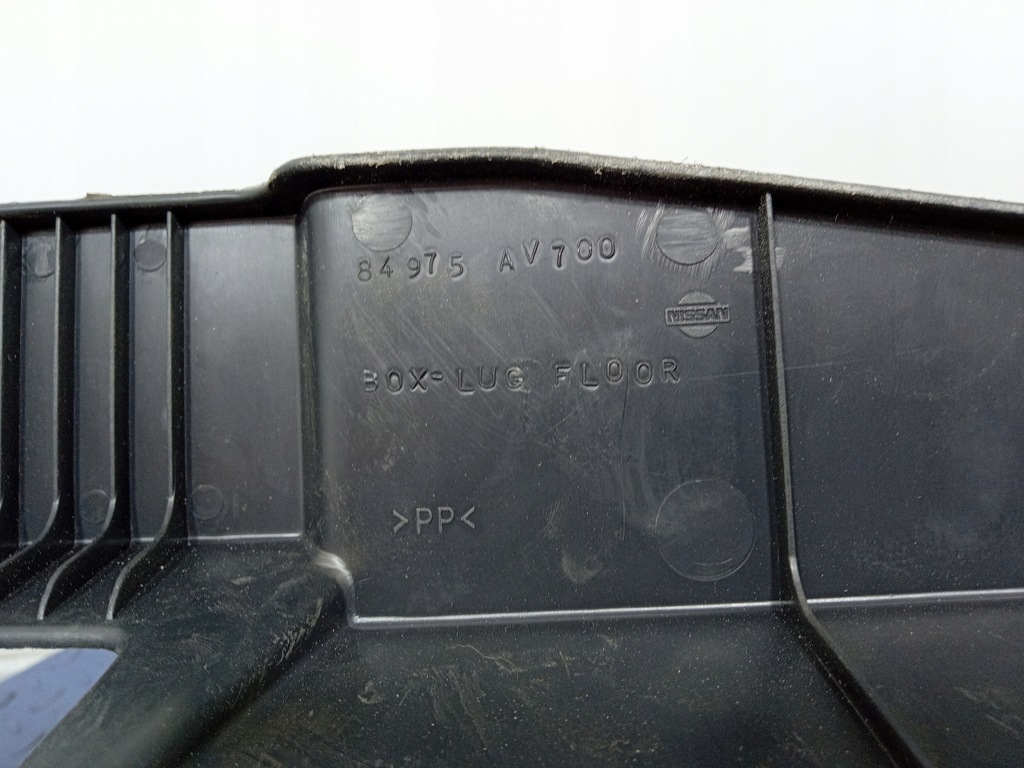 84975 AV700
NISSAN
BOX-LUG FLOOR
>PP<